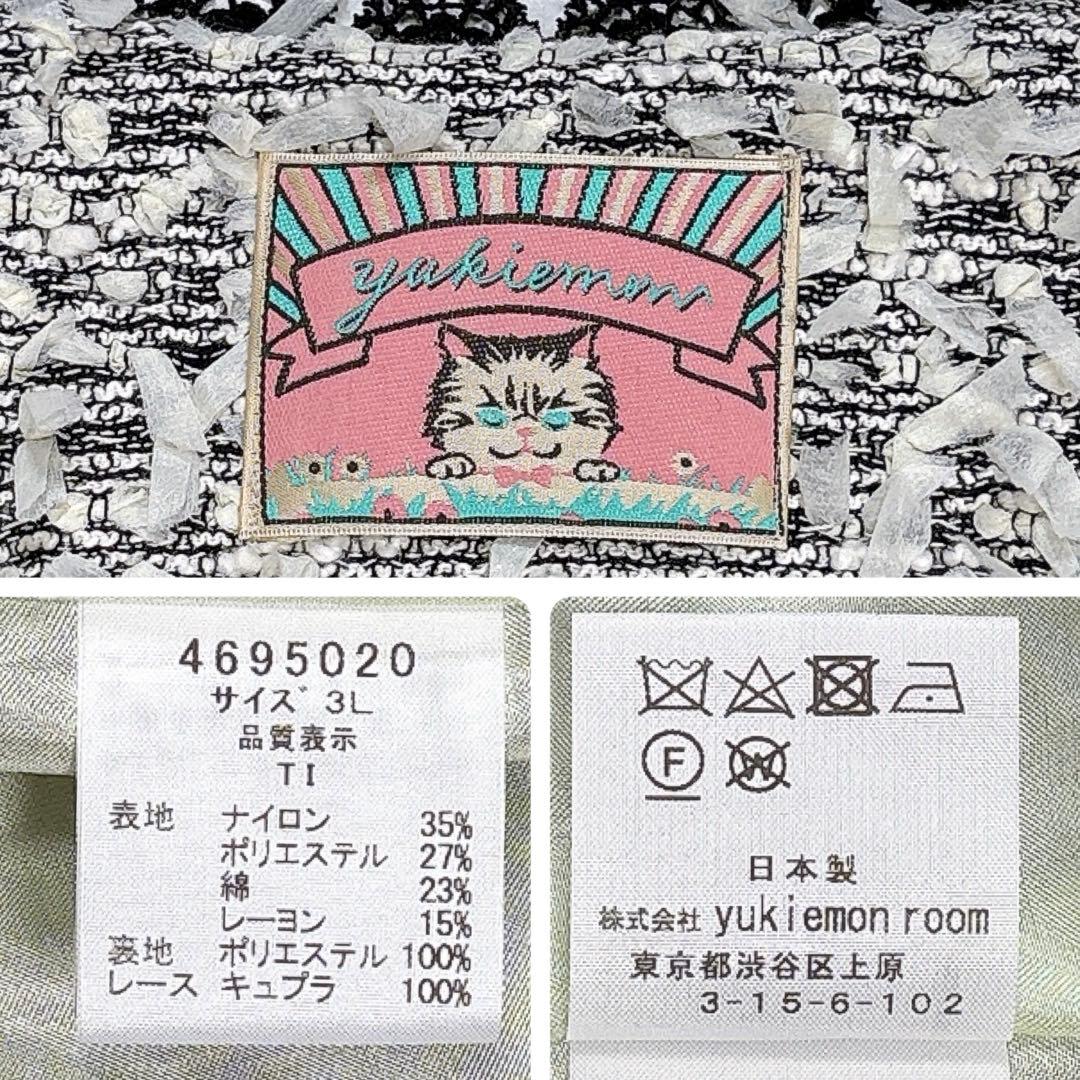 yukiemon
4695020
サイズ 3L
品質表示
TI
表地 ナイロン 35%
ポリエステル 27%
綿 23%
レーヨン 15%
裏地 ポリエステル 100%
レース キュプラ 100%
F
W
日本製
株式会社 yukiemon room
東京都渋谷区上原
3-15-6-102